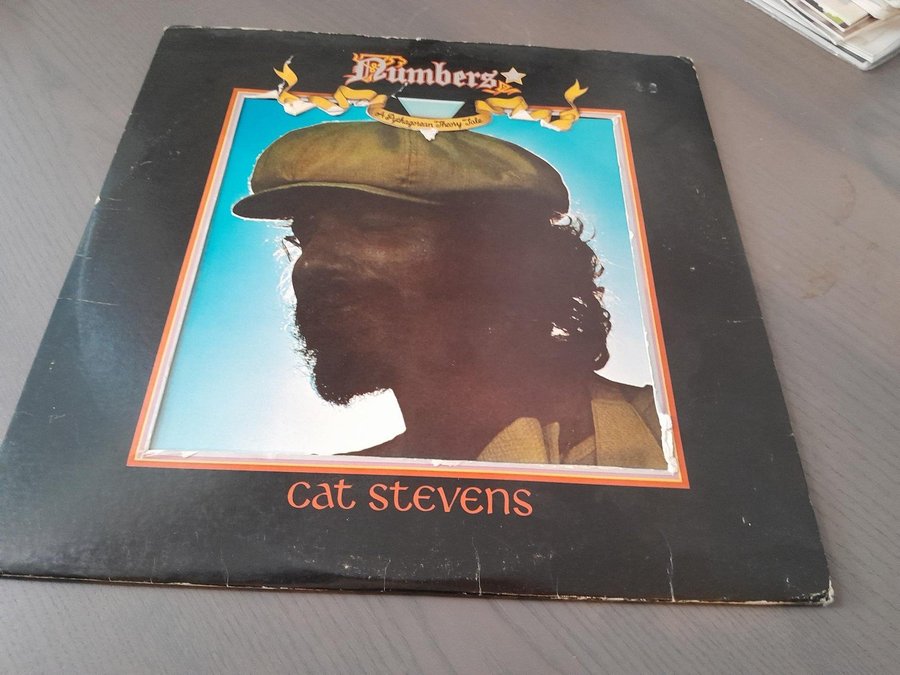 Numbers
A Pythagorean Theory Tale
cat stevens